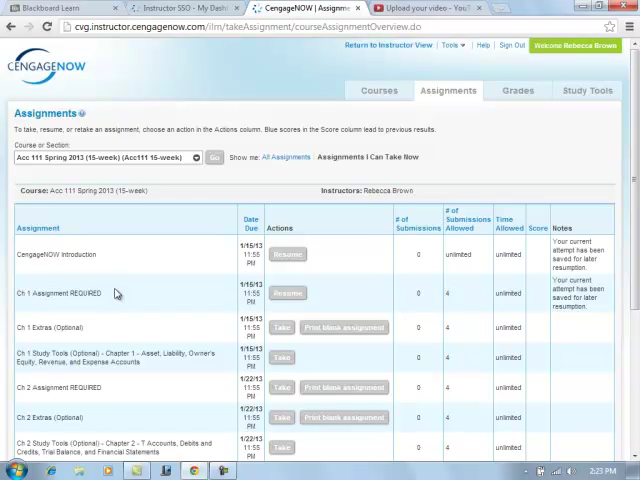 Blackboard Learn
Instructor SSO - My Dashb
CengageNOW | Assignme
Upload your video - YouTu
cvg.instructor.cengagenow.com/ilrn/takeAssignment/courseAssignmentOverview.do
Return to Instructor View | Tools | Help | Sign Out Welcome Rebecca Brown
CENGAGENOW
Courses Assignments Grades Study Tools
Assignments
To take, resume, or retake an assignment, choose an action in the Actions column. Blue scores in the Score column lead to previous results.
Course or Section:
Acc 111 Spring 2013 (15-week) (Acc111 15-week) Go Show me: All Assignments | Assignments I Can Take Now
Course: Acc 111 Spring 2013 (15-week) Instructors: Rebecca Brown
Assignment Date Due Actions # of Submissions # of Submissions Allowed Time Allowed Score Notes
CengageNOW Introduction 1/15/13 11:55 PM Resume 0 unlimited unlimited Your current attempt has been saved for later resumption.
Ch 1 Assignment REQUIRED 1/15/13 11:55 PM Resume 0 4 unlimited Your current attempt has been saved for later resumption.
Ch 1 Extras (Optional) 1/15/13 11:55 PM Take Print blank assignment 0 4 unlimited
Ch 1 Study Tools (Optional) - Chapter 1 - Asset, Liability, Owner's
Equity, Revenue, and Expense Accounts 1/15/13 11:55 PM Take 0 4 unlimited
Ch 2 Assignment REQUIRED 1/22/13 11:55 PM Take Print blank assignment 0 4 unlimited
Ch 2 Extras (Optional) 1/22/13 11:55 PM Take Print blank assignment 0 4 unlimited
Ch 2 Study Tools (Optional) - Chapter 2 - T Accounts, Debits and
Credits, Trial Balance, and Financial Statements 1/22/13 11:55 PM Take 0 4 unlimited
2:23 PM